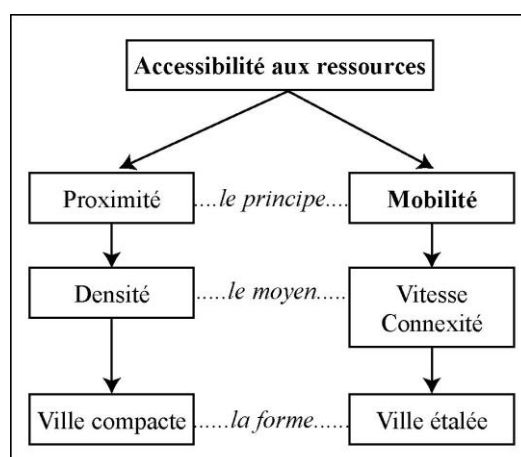 Accessibilité aux ressources
Proximité ....le principe.... Mobilité
Densité .....le moyen..... Vitesse
Connexité
Ville compacte .....la forme..... Ville étalée